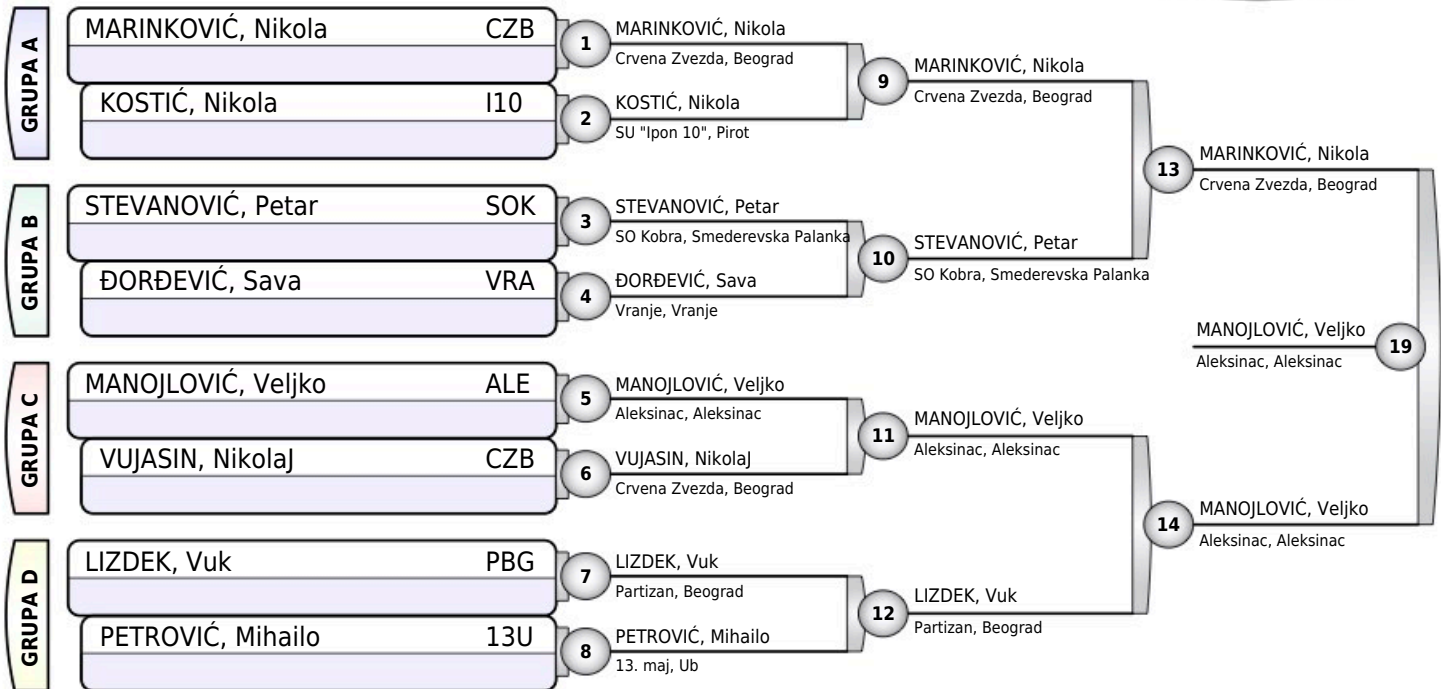 GRUPA A
MARINKOVIĆ, Nikola CZB
KOSTIĆ, Nikola I10
GRUPA B
STEVANOVIĆ, Petar SOK
ĐORĐEVIĆ, Sava VRA
GRUPA C
MANOJLOVIĆ, Veljko ALE
VUJASIN, NikolaJ CZB
GRUPA D
LIZDEK, Vuk PBG
PETROVIĆ, Mihailo 13U
1 MARINKOVIĆ, Nikola
Crvena Zvezda, Beograd
2 KOSTIĆ, Nikola
SU "Ipon 10", Pirot
3 STEVANOVIĆ, Petar
SO Kobra, Smederevska Palanka
4 ĐORĐEVIĆ, Sava
Vranje, Vranje
5 MANOJLOVIĆ, Veljko
Aleksinac, Aleksinac
6 VUJASIN, NikolaJ
Crvena Zvezda, Beograd
7 LIZDEK, Vuk
Partizan, Beograd
8 PETROVIĆ, Mihailo
13. maj, Ub
9 MARINKOVIĆ, Nikola
Crvena Zvezda, Beograd
10 STEVANOVIĆ, Petar
SO Kobra, Smederevska Palanka
11 MANOJLOVIĆ, Veljko
Aleksinac, Aleksinac
12 LIZDEK, Vuk
Partizan, Beograd
13 MARINKOVIĆ, Nikola
Crvena Zvezda, Beograd
14 MANOJLOVIĆ, Veljko
Aleksinac, Aleksinac
MANOJLOVIĆ, Veljko 19
Aleksinac, Aleksinac